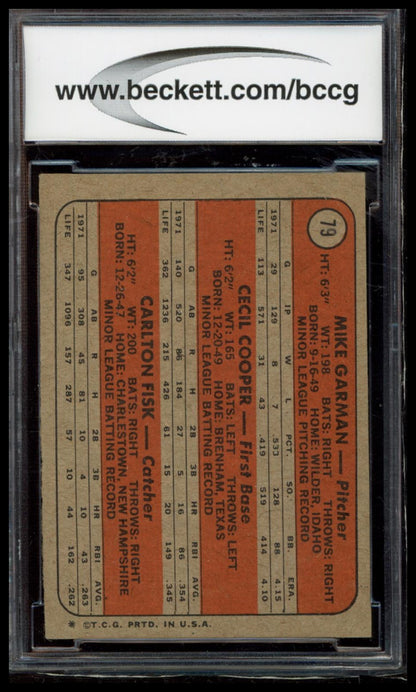 www.beckett.com/bccg
79
MIKE GARMAN — Pitcher
HT: 6'3" WT: 198 BATS: RIGHT THROWS: RIGHT
BORN: 9-16-49 HOME: WILDER, IDAHO
MINOR LEAGUE PITCHING RECORD
G IP W L PCT. SO. BB. ERA.
1971 29 129 8 7 .533 128 88 4.15
LIFE 113 571 31 43 .419 519 414 4.10
CECIL COOPER — First Base
HT: 6'2" WT: 165 BATS: LEFT THROWS: LEFT
BORN: 12-20-49 HOME: BRENHAM, TEXAS
MINOR LEAGUE BATTING RECORD
G AB R H 2B 3B HR RBI AVG.
1971 140 520 86 184 27 5 16 86 .354
LIFE 362 1236 215 426 61 15 20 149 .345
CARLTON FISK — Catcher
HT: 6'2" WT: 200 BATS: RIGHT THROWS: RIGHT
BORN: 12-26-47 HOME: CHARLESTOWN, NEW HAMPSHIRE
MINOR LEAGUE BATTING RECORD
G AB R H 2B 3B HR RBI AVG.
1971 95 308 45 81 10 4 10 43 .263
LIFE 347 1096 157 287 57 10 44 162 .262
* ©T.C.G. PRTD. IN U.S.A.